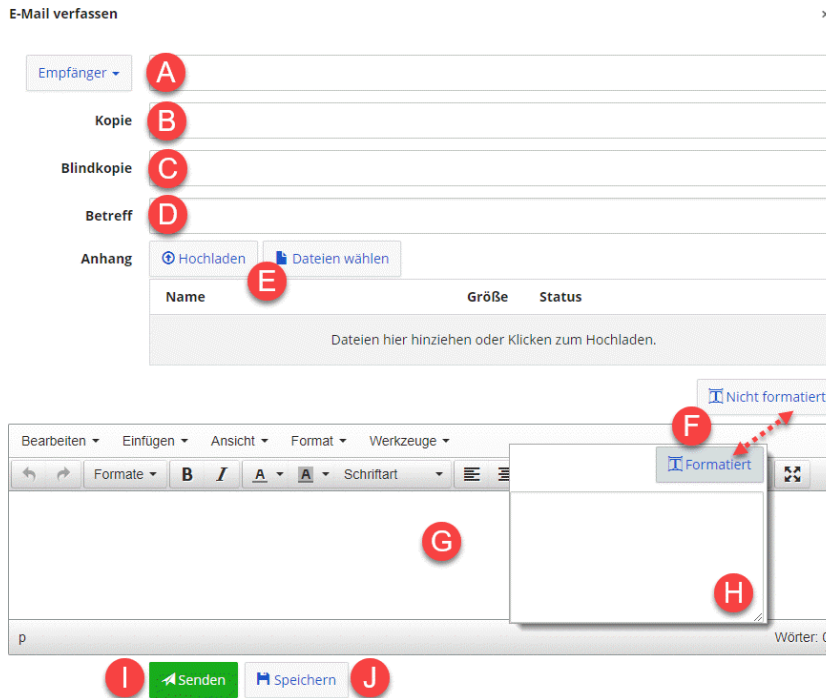 E-Mail verfassen
Empfänger A
Kopie B
Blindkopie C
Betreff D
Anhang Hochladen Dateien wählen
E
Name Größe Status
Dateien hier hinziehen oder Klicken zum Hochladen.
Nicht formatiert
F
Bearbeiten Einfügen Ansicht Format Werkzeuge
Formatiert
Formate B I A A Schriftart
G
H
p Wörter: 0
I Senden Speichern J